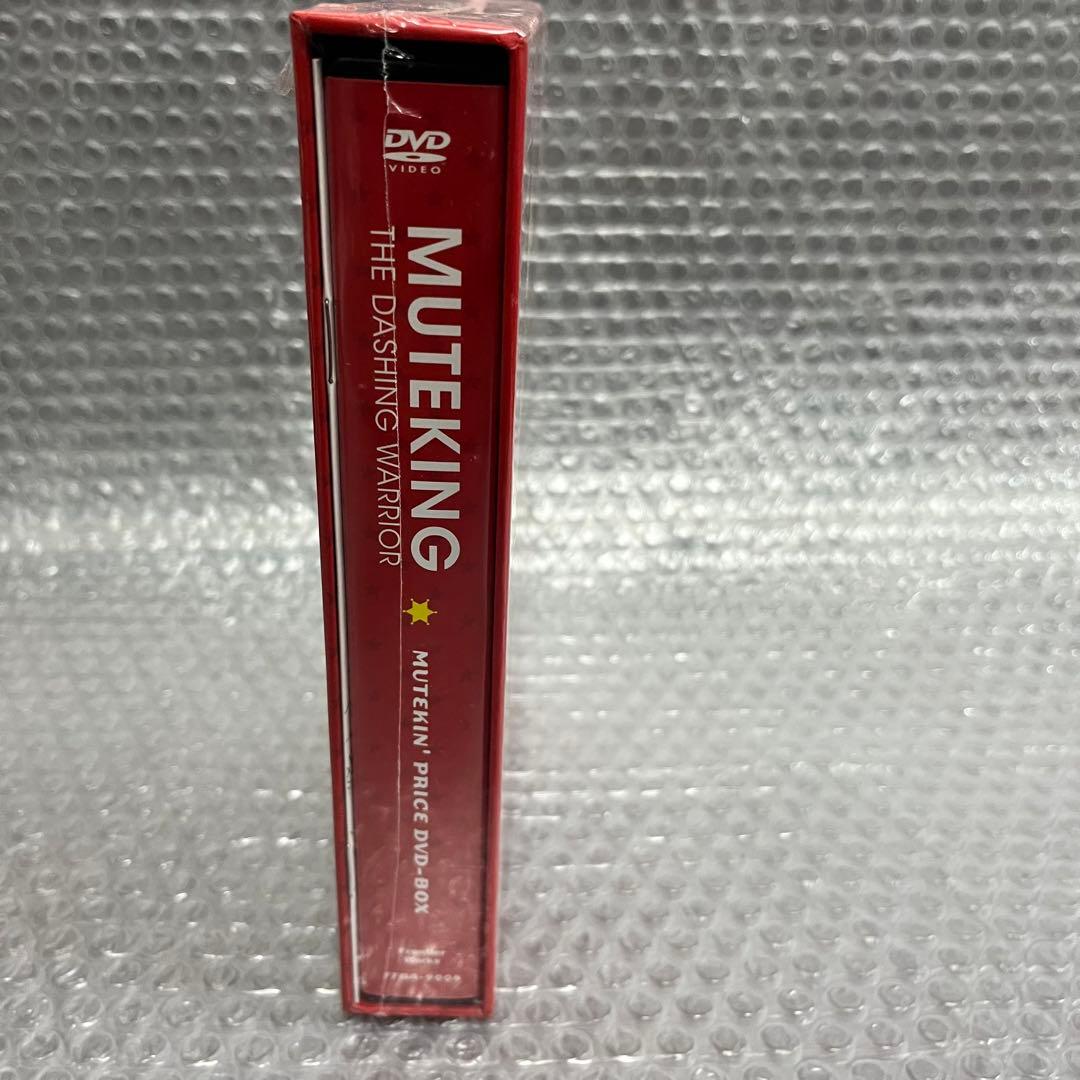 DVD
VIDEO
MUTEKING
THE DASHING WARRIOR
MUTEKIN' PRICE DVD-BOX